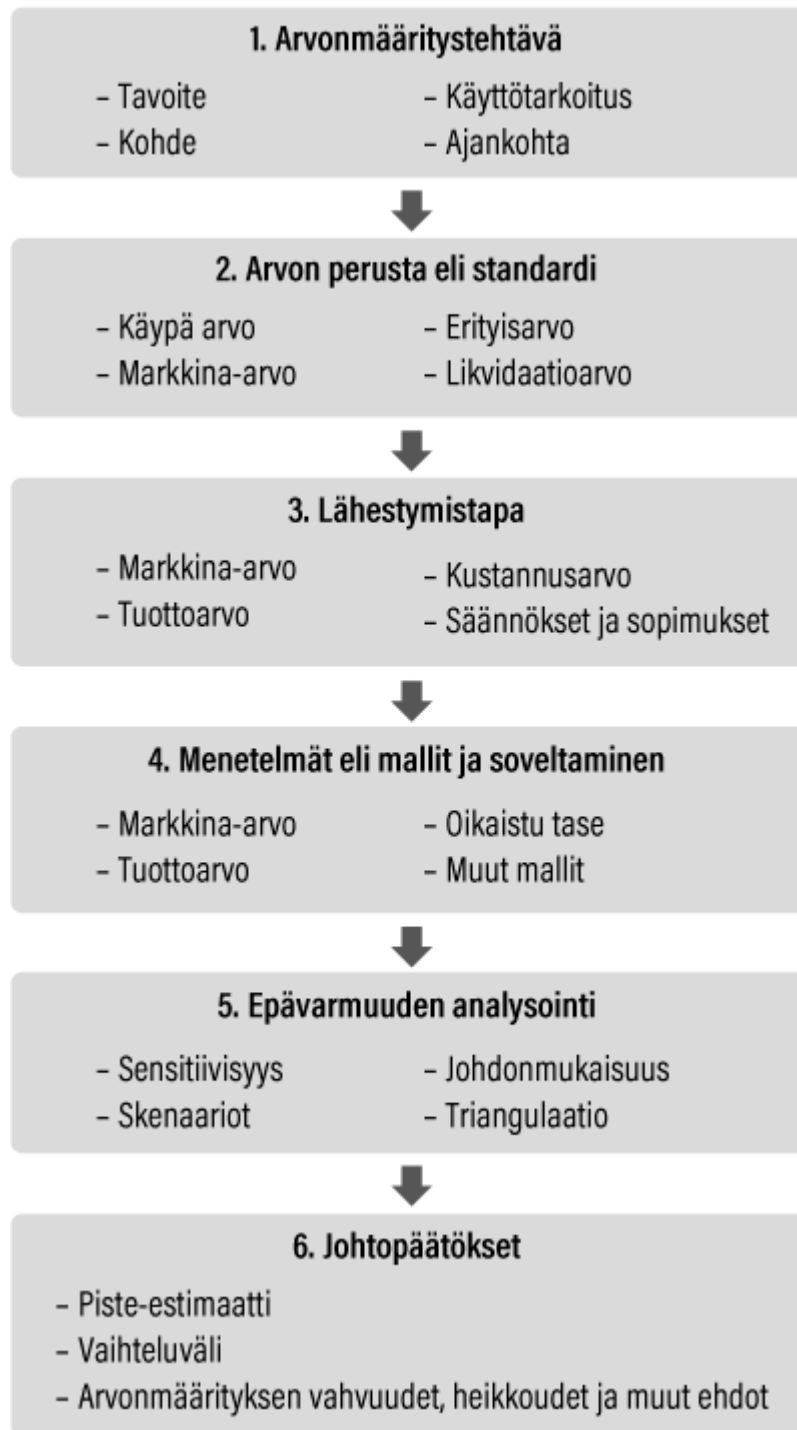 1. Arvonmääritystehtävä
– Tavoite
– Kohde
– Käyttötarkoitus
– Ajankohta
2. Arvon perusta eli standardi
– Käypä arvo
– Markkina-arvo
– Erityisarvo
– Likvidaatioarvo
3. Lähestymistapa
– Markkina-arvo
– Tuottoarvo
– Kustannusarvo
– Säännökset ja sopimukset
4. Menetelmät eli mallit ja soveltaminen
– Markkina-arvo
– Tuottoarvo
– Oikaistu tase
– Muut mallit
5. Epävarmuuden analysointi
– Sensitiivisyys
– Skenaariot
– Johdonmukaisuus
– Triangulaatio
6. Johtopäätökset
– Piste-estimaatti
– Vaihteluväli
– Arvonmäärityksen vahvuudet, heikkoudet ja muut ehdot